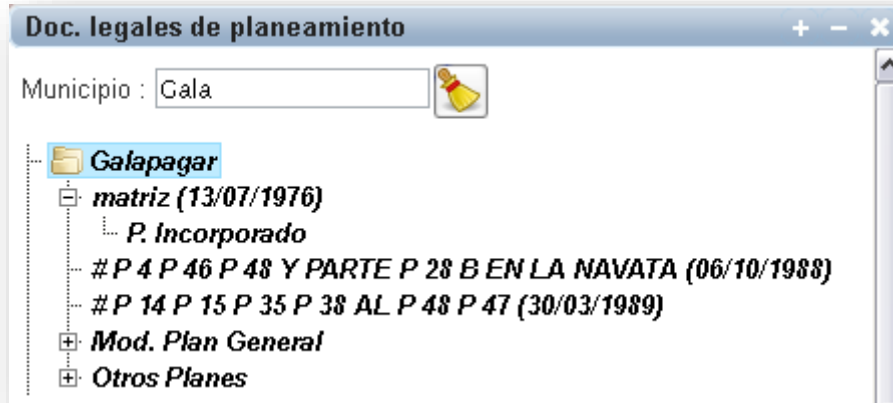 Doc. legales de planeamiento
Municipio : Gala
Galapagar
matriz (13/07/1976)
P. Incorporado
# P 4 P 46 P 48 Y PARTE P 28 B EN LA NAVATA (06/10/1988)
# P 14 P 15 P 35 P 38 AL P 48 P 47 (30/03/1989)
Mod. Plan General
Otros Planes